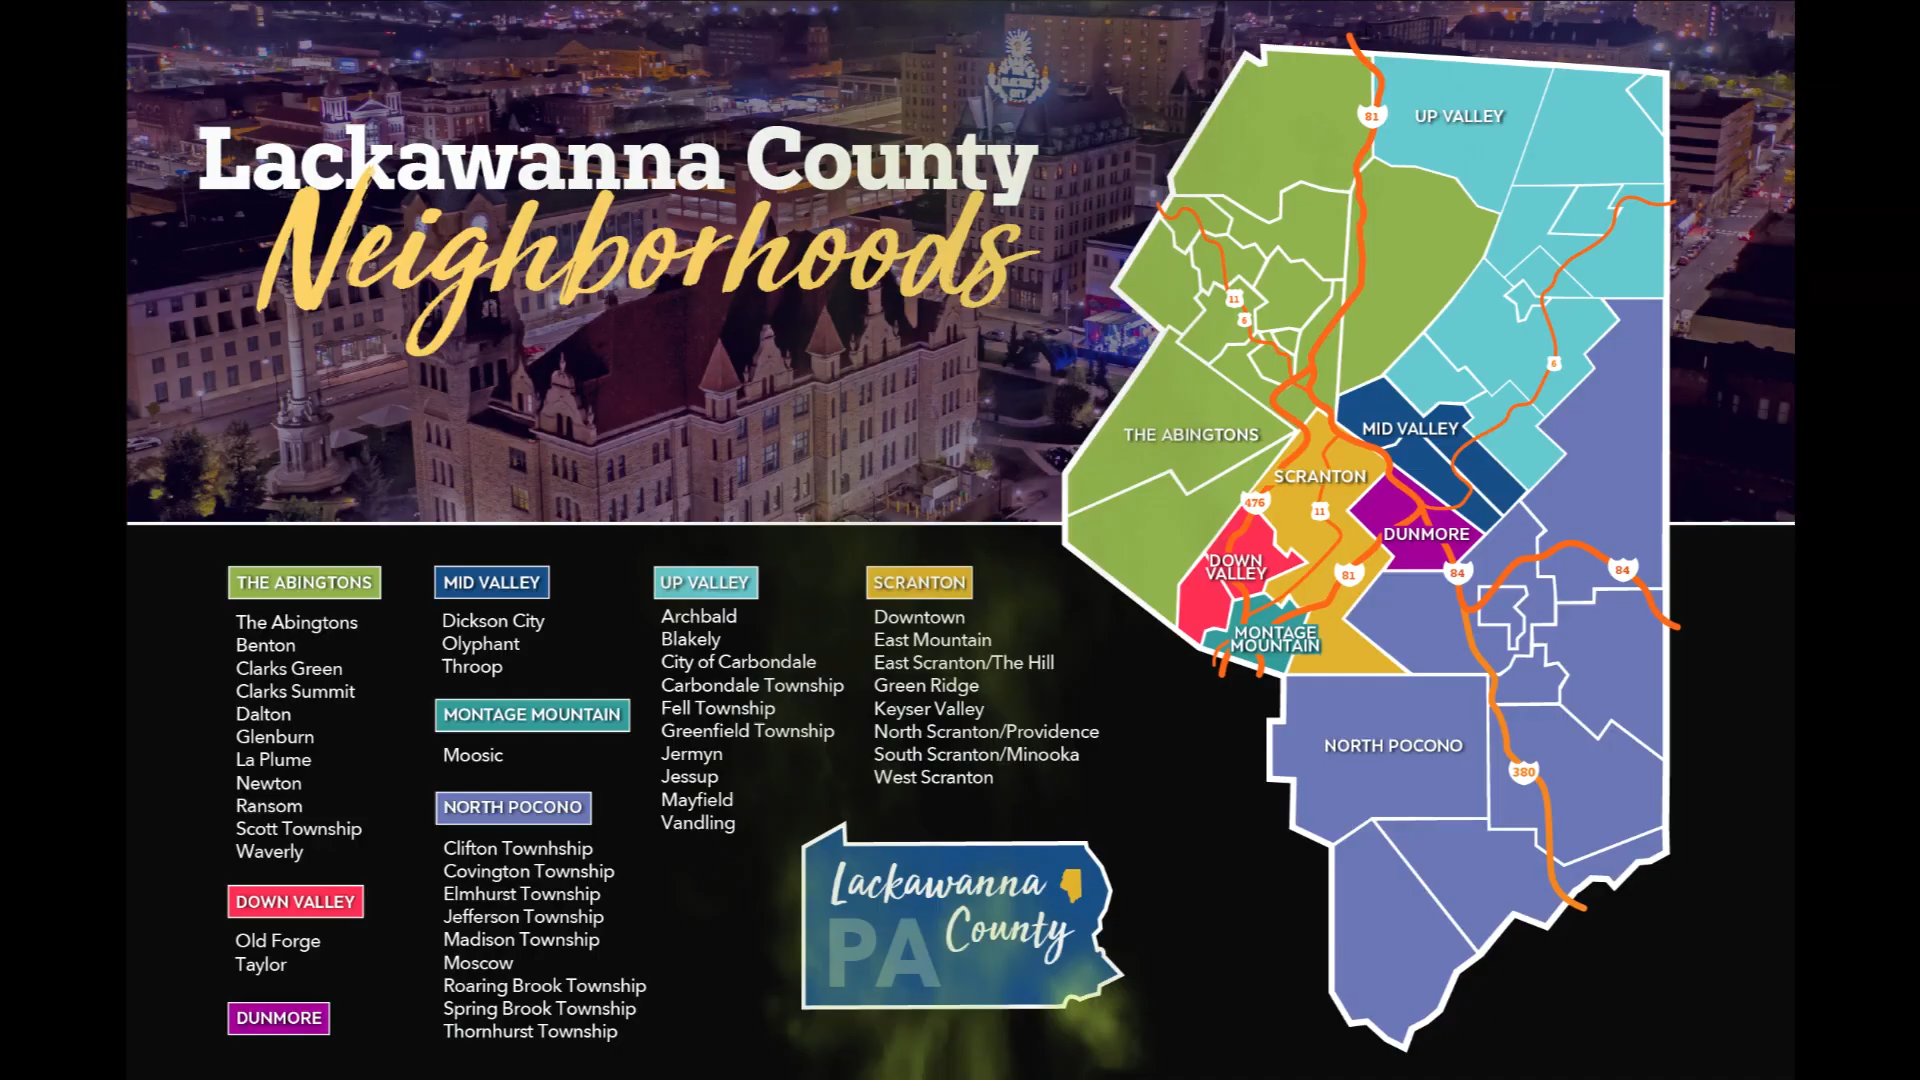 Lackawanna County
Neighborhoods
THE ABINGTONS
The Abingtons
Benton
Clarks Green
Clarks Summit
Dalton
Glenburn
La Plume
Newton
Ransom
Scott Township
Waverly
DOWN VALLEY
Old Forge
Taylor
DUNMORE
MID VALLEY
Dickson City
Olyphant
Throop
MONTAGE MOUNTAIN
Moosic
NORTH POCONO
Clifton Townhship
Covington Township
Elmhurst Township
Jefferson Township
Madison Township
Moscow
Roaring Brook Township
Spring Brook Township
Thornhurst Township
UP VALLEY
Archbald
Blakely
City of Carbondale
Carbondale Township
Fell Township
Greenfield Township
Jermyn
Jessup
Mayfield
Vandling
SCRANTON
Downtown
East Mountain
East Scranton/The Hill
Green Ridge
Keyser Valley
North Scranton/Providence
South Scranton/Minooka
West Scranton
Lackawanna
County
PA
81
UP VALLEY
11
6
6
THE ABINGTONS
MID VALLEY
SCRANTON
476
11
DUNMORE
DOWN
VALLEY
81
84
84
MONTAGE
MOUNTAIN
NORTH POCONO
380